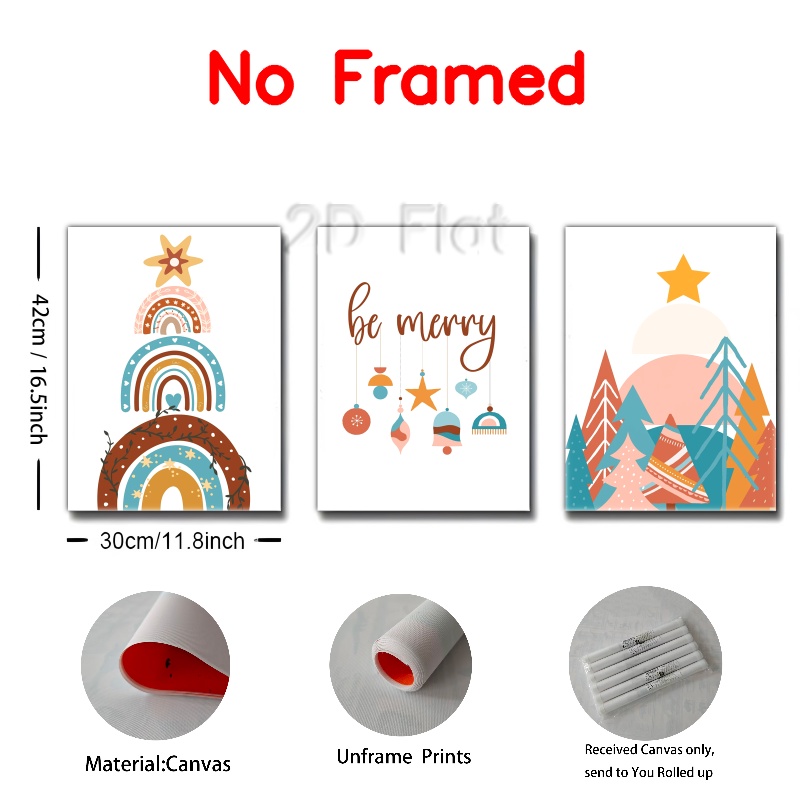 No Framed
2D Flat
42cm / 16.5inch
be merry
30cm/11.8inch
Material:Canvas
Unframe Prints
Received Canvas only,
send to You Rolled up